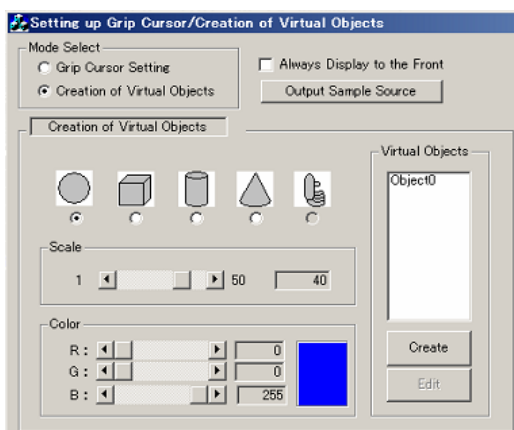 Setting up Grip Cursor/Creation of Virtual Objects
Mode Select
Grip Cursor Setting
Creation of Virtual Objects
Always Display to the Front
Output Sample Source
Creation of Virtual Objects
Virtual Objects
Object0
Scale
1 50 40
Color
R: 0
G: 0
B: 255
Create
Edit